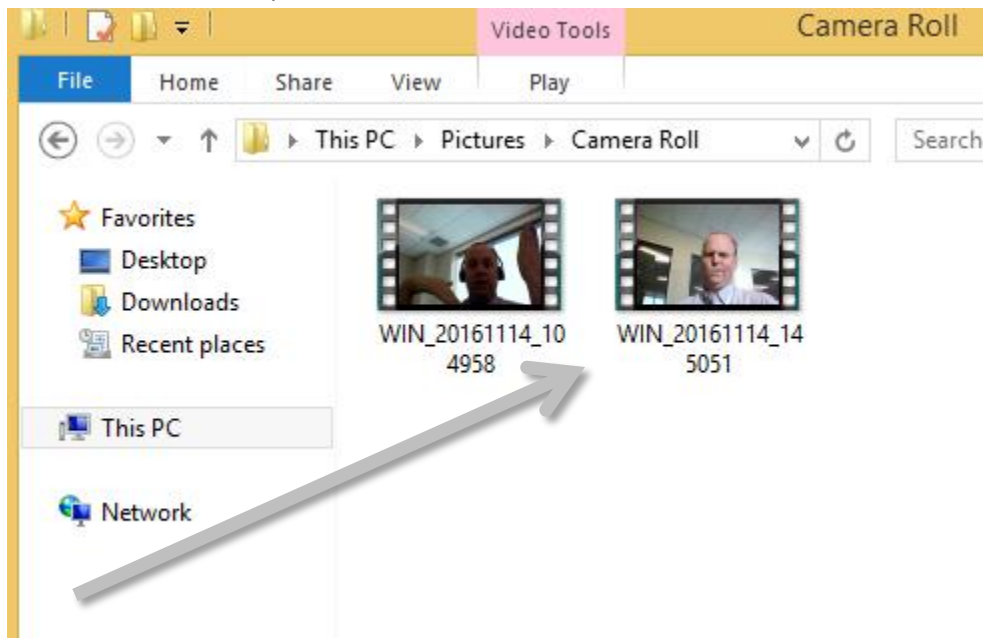 Video Tools
Camera Roll
File Home Share View Play
This PC Pictures Camera Roll
Search
Favorites
Desktop
Downloads
Recent places
This PC
Network
WIN_20161114_10
4958
WIN_20161114_14
5051